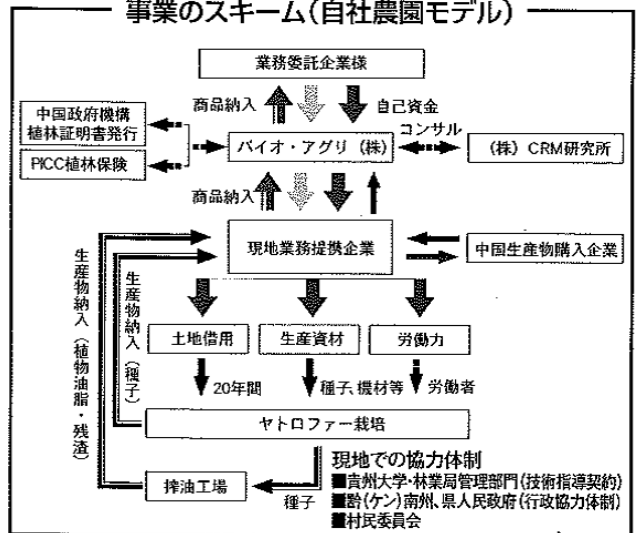 事業のスキーム(自社農園モデル)
業務委託企業様
商品納入
自己資金
中国政府機構
植林証明書発行
PICC植林保険
バイオ・アグリ(株)
コンサル
(株)CRM研究所
商品納入
現地業務提携企業
中国生産物購入企業
生産物納入(植物油脂・残渣)
生産物納入(種子)
土地借用
生産資材
労働力
20年間
種子、機材等
労働者
ヤトロファー栽培
搾油工場
種子
現地での協力体制
■貴州大学・林業局管理部門(技術指導契約)
■黔(ケン)南州、県人民政府(行政協力体制)
■村民委員会